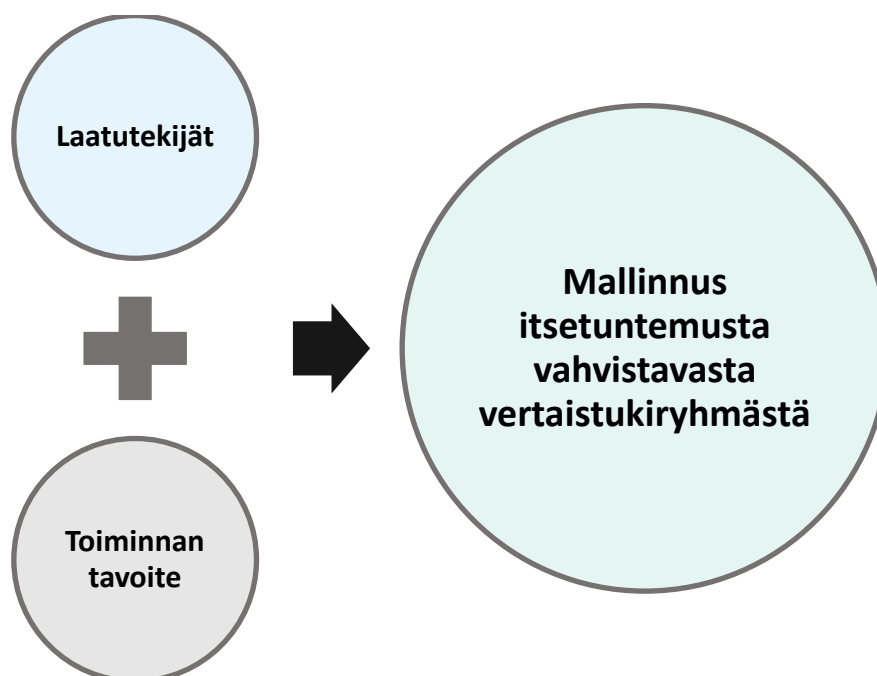 Laatutekijät
Toiminnan
tavoite
Mallinnus
itsetuntemusta
vahvistavasta
vertaistukiryhmästä